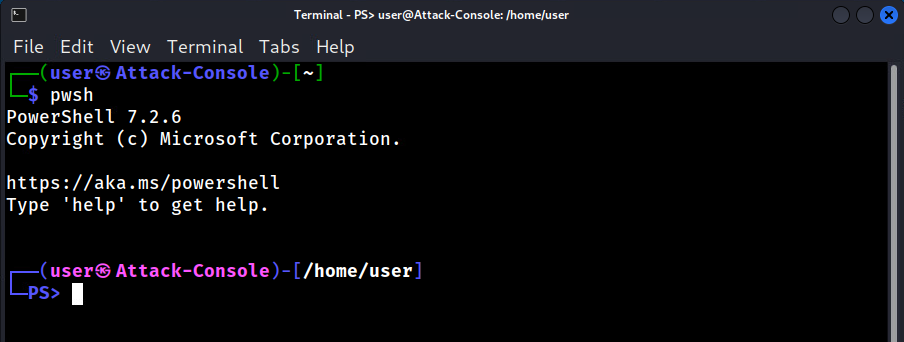 Terminal - PS> user@Attack-Console: /home/user
File Edit View Terminal Tabs Help
┌──(user㉿Attack-Console)-[~]
└─$ pwsh
PowerShell 7.2.6
Copyright (c) Microsoft Corporation.
https://aka.ms/powershell
Type 'help' to get help.
┌──(user㉿Attack-Console)-[/home/user]
└─PS>